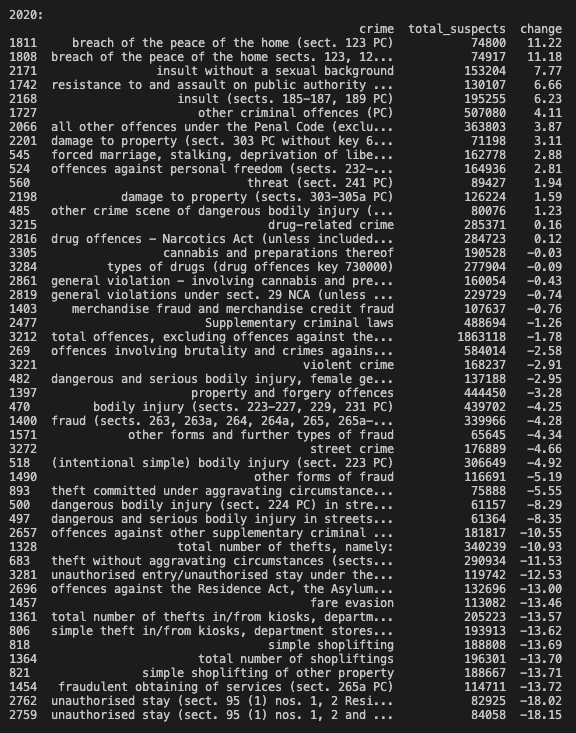 2020:
crime total_suspects change
1811 breach of the peace of the home (sect. 123 PC) 74800 11.22
1808 breach of the peace of the home sects. 123, 12... 74917 11.18
2171 insult without a sexual background 153204 7.77
1742 resistance to and assault on public authority ... 130107 6.66
2168 insult (sects. 185-187, 189 PC) 195255 6.23
1727 other criminal offences (PC) 507080 4.11
2066 all other offences under the Penal Code (exclu... 363803 3.87
2201 damage to property (sect. 303 PC without key 6... 71198 3.11
545 forced marriage, stalking, deprivation of libe... 162778 2.88
524 offences against personal freedom (sects. 232-... 164936 2.81
560 threat (sect. 241 PC) 89427 1.94
2198 damage to property (sects. 303-305a PC) 126224 1.59
485 other crime scene of dangerous bodily injury (... 80076 1.23
3215 drug-related crime 285371 0.16
2816 drug offences - Narcotics Act (unless included... 284723 0.12
3305 cannabis and preparations thereof 190528 -0.03
3284 types of drugs (drug offences key 730000) 277904 -0.09
2861 general violation - involving cannabis and pre... 160054 -0.43
2819 general violations under sect. 29 NCA (unless ... 229729 -0.74
1403 merchandise fraud and merchandise credit fraud 107637 -0.76
2477 Supplementary criminal laws 488694 -1.26
3212 total offences, excluding offences against the... 1863118 -1.78
269 offences involving brutality and crimes agains... 584014 -2.58
3221 violent crime 168237 -2.91
482 dangerous and serious bodily injury, female ge... 137188 -2.95
1397 property and forgery offences 444450 -3.28
470 bodily injury (sects. 223-227, 229, 231 PC) 439702 -4.25
1400 fraud (sects. 263, 263a, 264, 264a, 265, 265a-... 339966 -4.28
1571 other forms and further types of fraud 65645 -4.34
3272 street crime 176889 -4.66
518 (intentional simple) bodily injury (sect. 223 PC) 306649 -4.92
1490 other forms of fraud 116691 -5.19
893 theft committed under aggravating circumstance... 75888 -5.55
500 dangerous bodily injury (sect. 224 PC) in stre... 61157 -8.29
497 dangerous and serious bodily injury in streets... 61364 -8.35
2657 offences against other supplementary criminal ... 181817 -10.55
1328 total number of thefts, namely: 340239 -10.93
683 theft without aggravating circumstances (sects... 290934 -11.53
3281 unauthorised entry/unauthorised stay under the... 119742 -12.53
2696 offences against the Residence Act, the Asylum... 132696 -13.00
1457 fare evasion 113082 -13.46
1361 total number of thefts in/from kiosks, departm... 205223 -13.57
806 simple theft in/from kiosks, department stores... 193913 -13.62
818 simple shoplifting 188808 -13.69
1364 total number of shopliftings 196301 -13.70
821 simple shoplifting of other property 188667 -13.71
1454 fraudulent obtaining of services (sect. 265a PC) 114711 -13.72
2762 unauthorised stay (sect. 95 (1) nos. 1, 2 Resi... 82925 -18.02
2759 unauthorised stay (sect. 95 (1) nos. 1, 2 and ... 84058 -18.15